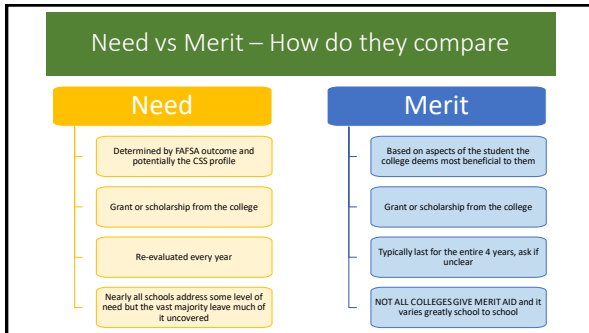 Need vs Merit – How do they compare
Need
Determined by FAFSA outcome and
potentially the CSS profile
Grant or scholarship from the college
Re-evaluated every year
Nearly all schools address some level of
need but the vast majority leave much of
it uncovered
Merit
Based on aspects of the student the
college deems most beneficial to them
Grant or scholarship from the college
Typically last for the entire 4 years, ask if
unclear
NOT ALL COLLEGES GIVE MERIT AID and it
varies greatly school to school